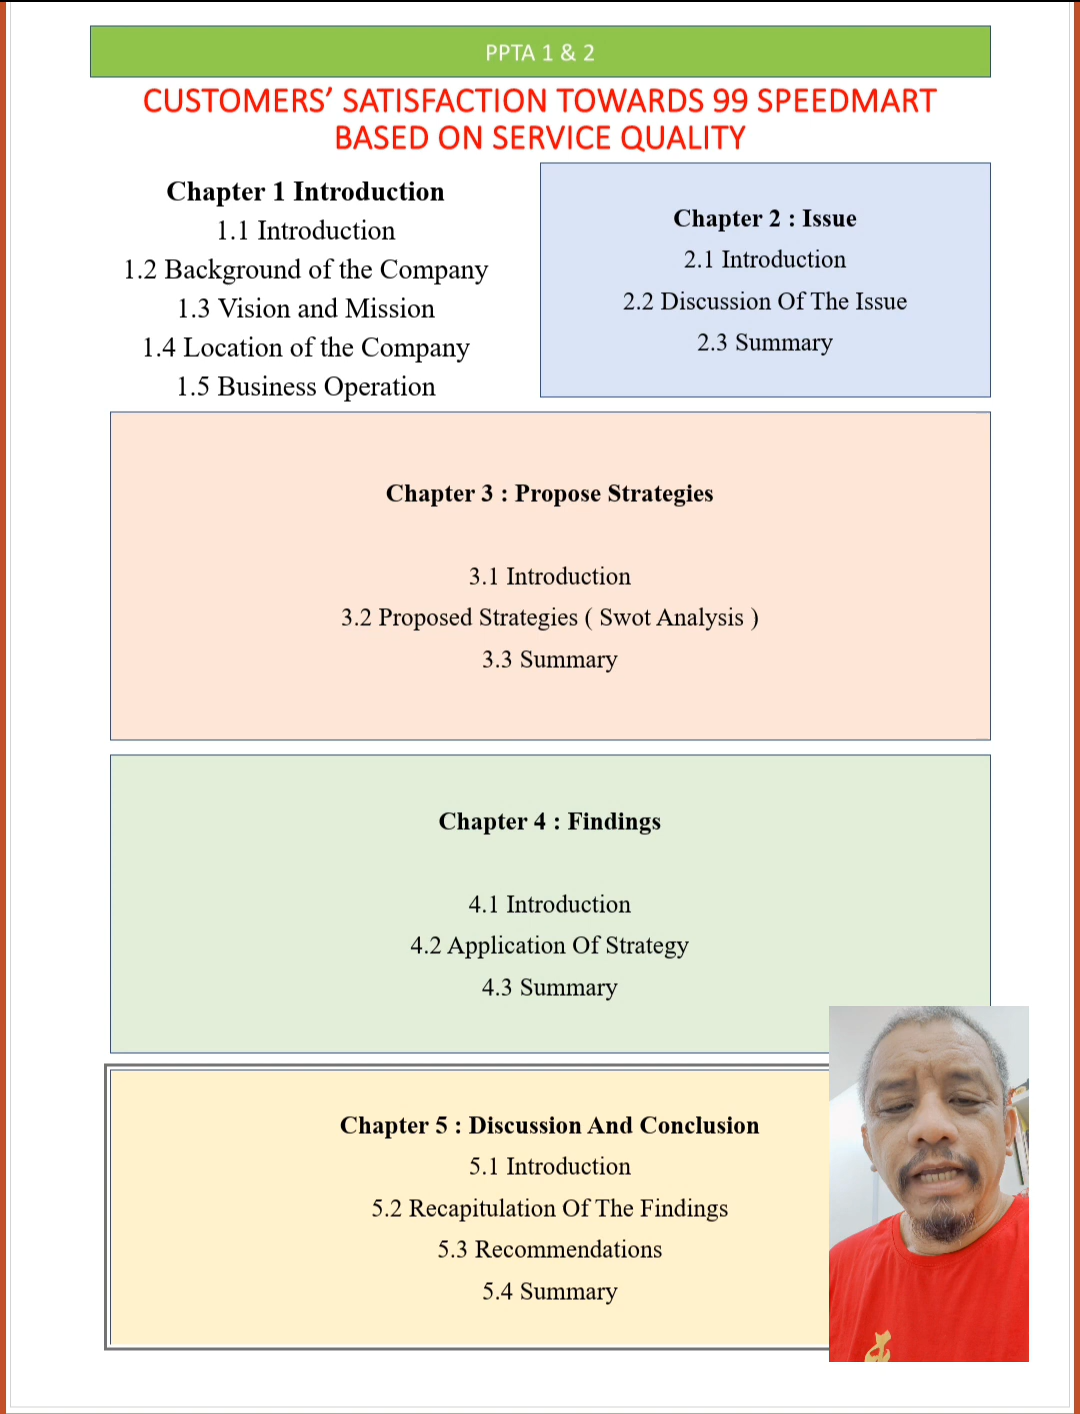 PPTA 1 & 2
CUSTOMERS’ SATISFACTION TOWARDS 99 SPEEDMART
BASED ON SERVICE QUALITY
Chapter 1 Introduction
1.1 Introduction
1.2 Background of the Company
1.3 Vision and Mission
1.4 Location of the Company
1.5 Business Operation
Chapter 2 : Issue
2.1 Introduction
2.2 Discussion Of The Issue
2.3 Summary
Chapter 3 : Propose Strategies
3.1 Introduction
3.2 Proposed Strategies ( Swot Analysis )
3.3 Summary
Chapter 4 : Findings
4.1 Introduction
4.2 Application Of Strategy
4.3 Summary
Chapter 5 : Discussion And Conclusion
5.1 Introduction
5.2 Recapitulation Of The Findings
5.3 Recommendations
5.4 Summary